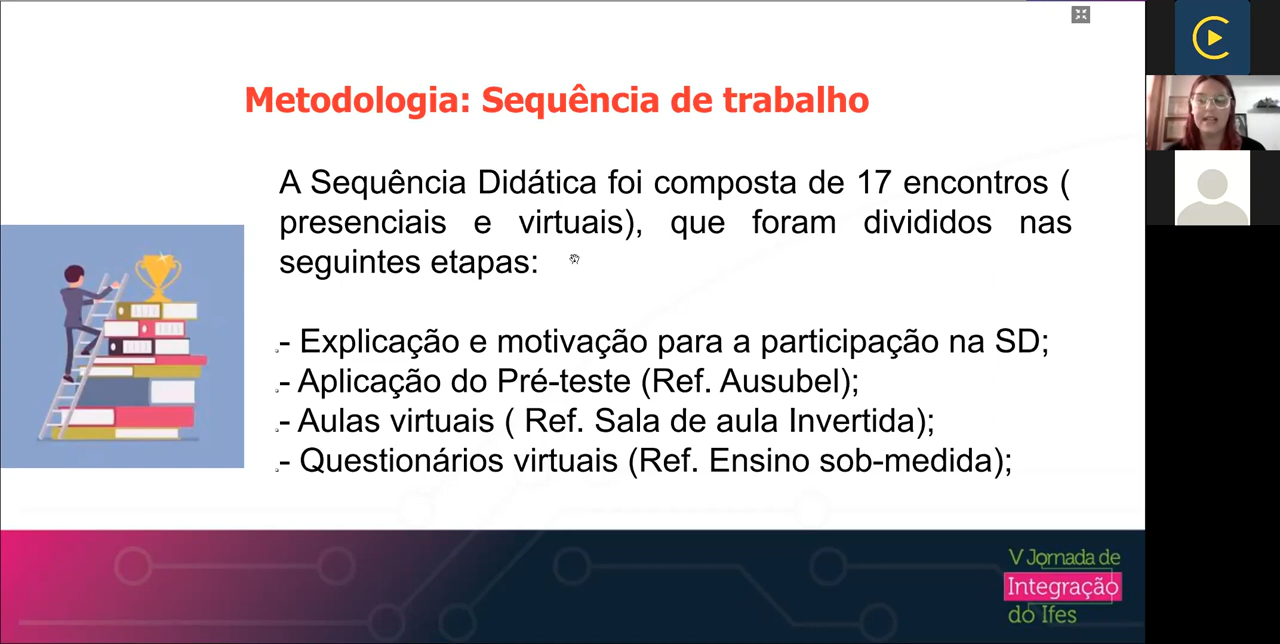 Metodologia: Sequência de trabalho
A Sequência Didática foi composta de 17 encontros (
presenciais e virtuais), que foram divididos nas
seguintes etapas:
- Explicação e motivação para a participação na SD;
- Aplicação do Pré-teste (Ref. Ausubel);
- Aulas virtuais ( Ref. Sala de aula Invertida);
- Questionários virtuais (Ref. Ensino sob-medida);
V Jornada de
Integração
do Ifes